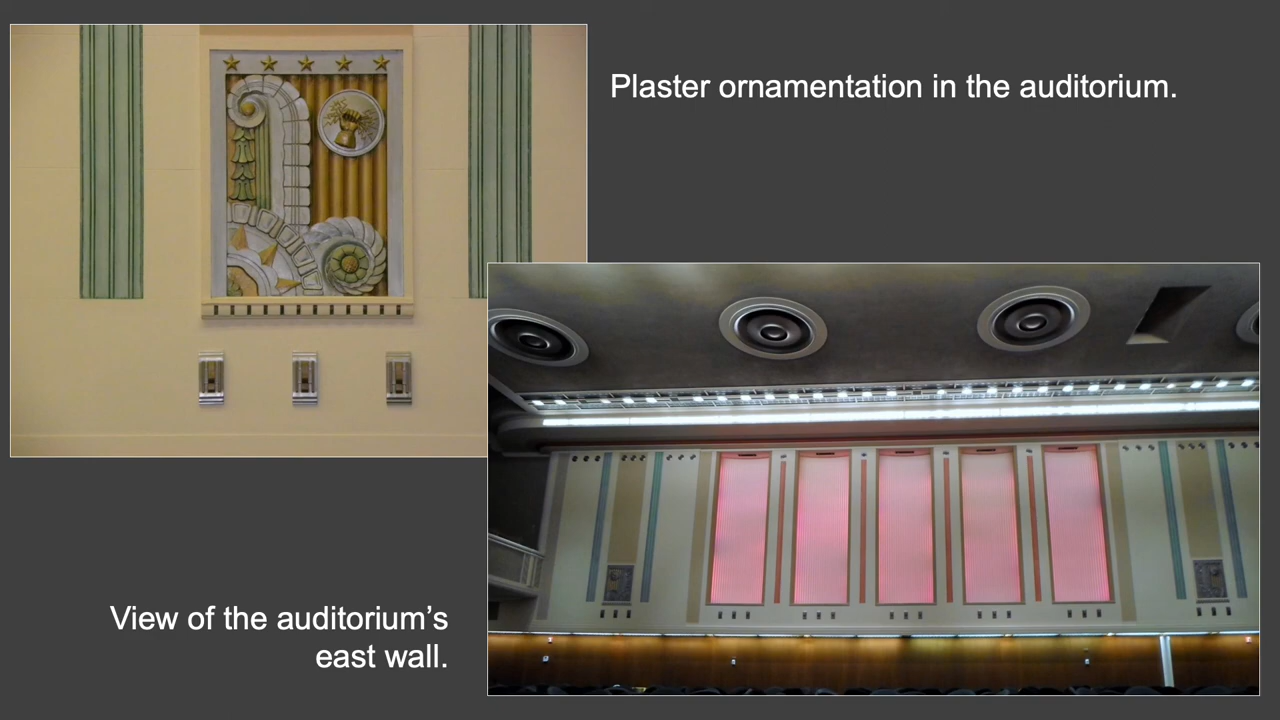 Plaster ornamentation in the auditorium.
View of the auditorium’s
east wall.